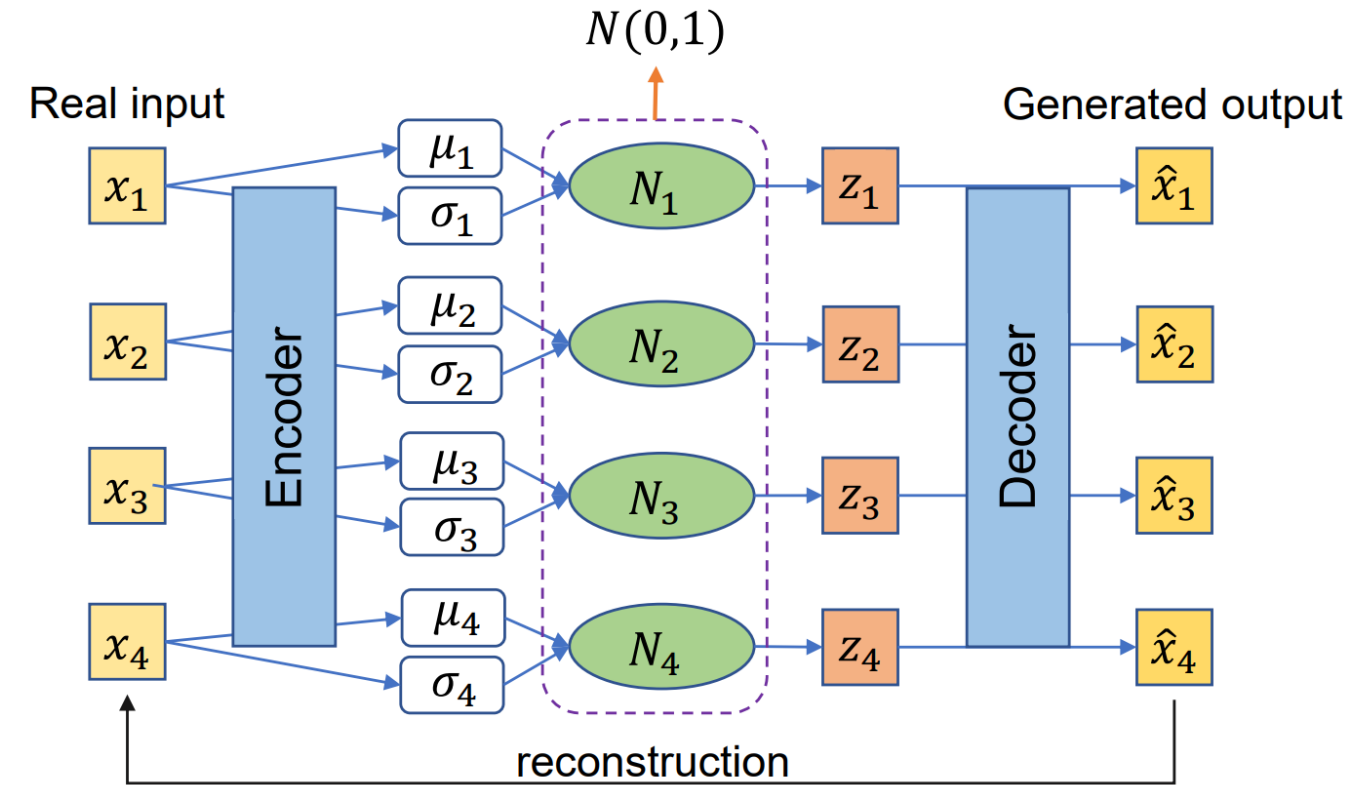 N(0,1)
Real input
Generated output
x₁ μ₁ σ₁ N₁ z₁ x̂₁
x₂ μ₂ σ₂ N₂ z₂ x̂₂
Encoder
Decoder
x₃ μ₃ σ₃ N₃ z₃ x̂₃
x₄ μ₄ σ₄ N₄ z₄ x̂₄
reconstruction